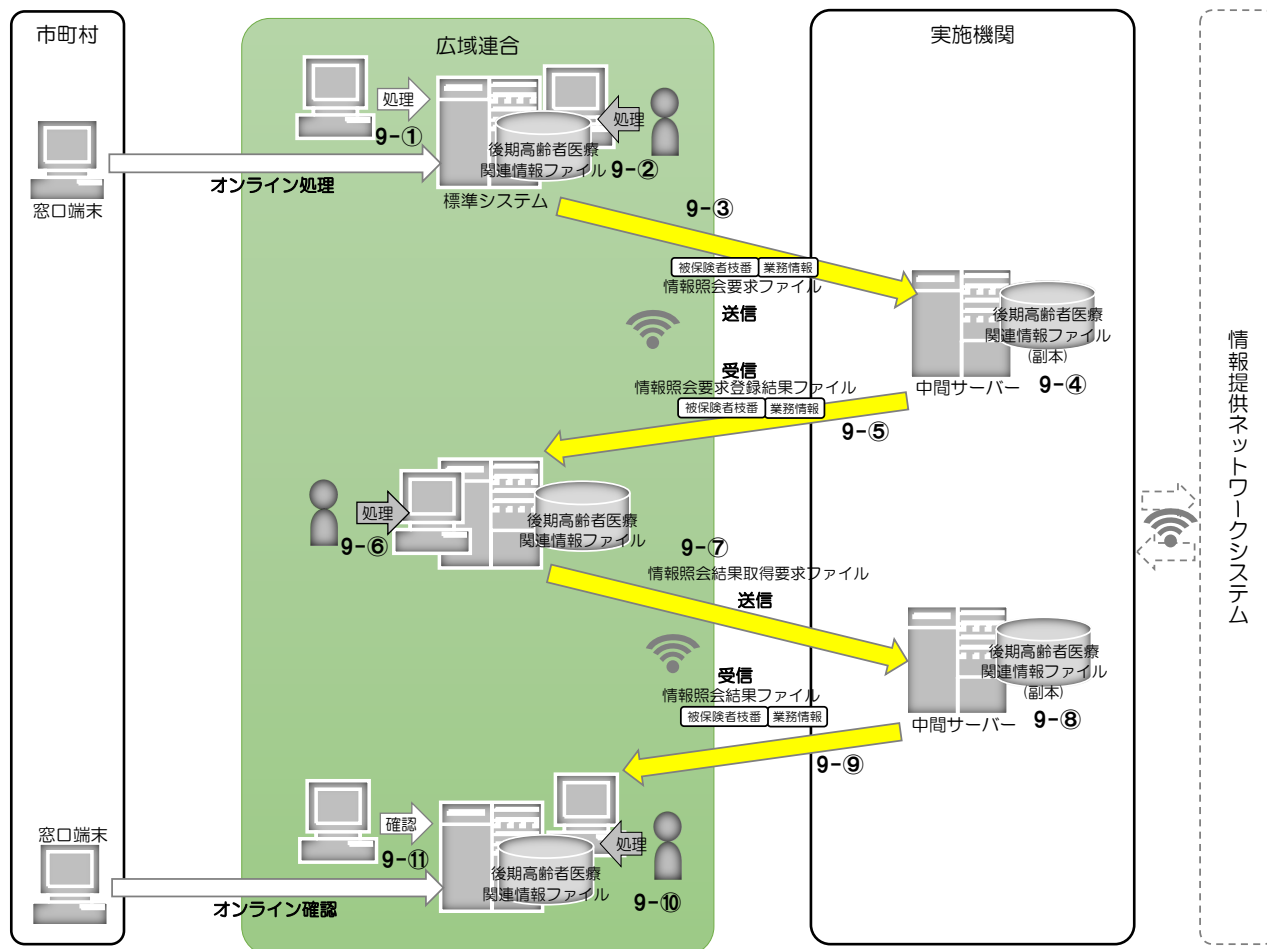 市町村
広域連合
実施機関
処理
9-①
処理
後期高齢者医療
関連情報ファイル
9-②
標準システム
窓口端末
オンライン処理
9-③
被保険者枝番
業務情報
情報照会要求ファイル
送信
後期高齢者医療
関連情報ファイル
(副本)
中間サーバー
9-④
受信
情報照会要求登録結果ファイル
被保険者枝番
業務情報
9-⑤
処理
9-⑥
後期高齢者医療
関連情報ファイル
9-⑦
情報照会結果取得要求ファイル
送信
後期高齢者医療
関連情報ファイル
(副本)
中間サーバー
9-⑧
受信
情報照会結果ファイル
被保険者枝番
業務情報
9-⑨
窓口端末
確認
9-⑪
処理
後期高齢者医療
関連情報ファイル
9-⑩
オンライン確認
情報提供ネットワークシステム